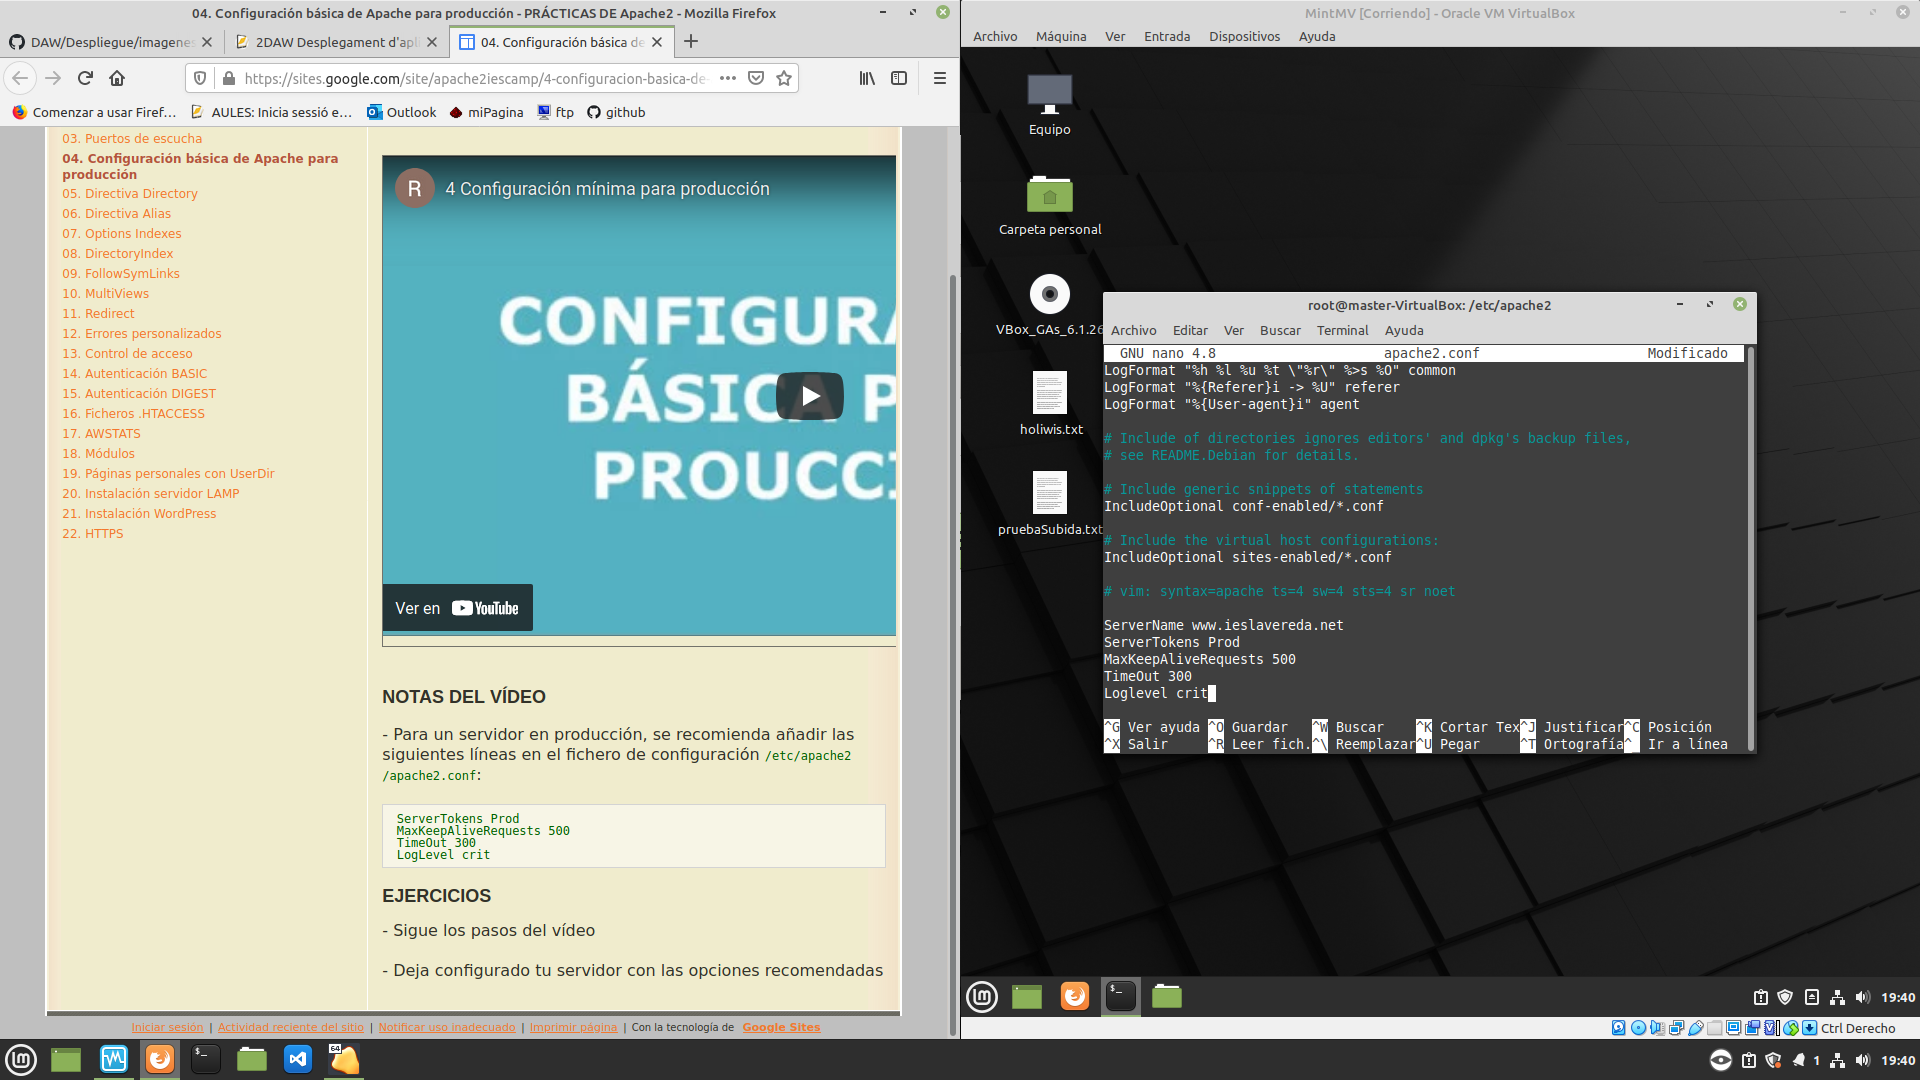 04. Configuración básica de Apache para producción - PRÁCTICAS DE Apache2 - Mozilla Firefox
DAW/Despliegue/imagenes
2DAW Desplegament d'apl
04. Configuración básica de
https://sites.google.com/site/apache2iescamp/4-configuracion-basica-de-
Comenzar a usar Firef…
AULES: Inicia sessió e…
Outlook
miPagina
ftp
github
03. Puertos de escucha
04. Configuración básica de Apache para
producción
05. Directiva Directory
06. Directiva Alias
07. Options Indexes
08. DirectoryIndex
09. FollowSymLinks
10. MultiViews
11. Redirect
12. Errores personalizados
13. Control de acceso
14. Autenticación BASIC
15. Autenticación DIGEST
16. Ficheros .HTACCESS
17. AWSTATS
18. Módulos
19. Páginas personales con UserDir
20. Instalación servidor LAMP
21. Instalación WordPress
22. HTTPS
R
4 Configuración mínima para producción
CONFIGURA
BÁSICA P
PROUCCI
Ver en YouTube
NOTAS DEL VÍDEO
- Para un servidor en producción, se recomienda añadir las
siguientes líneas en el fichero de configuración /etc/apache2
/apache2.conf:
ServerTokens Prod
MaxKeepAliveRequests 500
TimeOut 300
LogLevel crit
EJERCICIOS
- Sigue los pasos del vídeo
- Deja configurado tu servidor con las opciones recomendadas
Iniciar sesión | Actividad reciente del sitio | Notificar uso inadecuado | Imprimir página | Con la tecnología de Google Sites
64
1
19:40
MintMV [Corriendo] - Oracle VM VirtualBox
Archivo Máquina Ver Entrada Dispositivos Ayuda
Equipo
Carpeta personal
VBox_GAs_6.1.26
holiwis.txt
pruebaSubida.txt
root@master-VirtualBox: /etc/apache2
Archivo Editar Ver Buscar Terminal Ayuda
GNU nano 4.8 apache2.conf Modificado
LogFormat "%h %l %u %t \"%r\" %>s %O" common
LogFormat "%{Referer}i -> %U" referer
LogFormat "%{User-agent}i" agent
# Include of directories ignores editors' and dpkg's backup files,
# see README.Debian for details.
# Include generic snippets of statements
IncludeOptional conf-enabled/*.conf
# Include the virtual host configurations:
IncludeOptional sites-enabled/*.conf
# vim: syntax=apache ts=4 sw=4 sts=4 sr noet
ServerName www.ieslavereda.net
ServerTokens Prod
MaxKeepAliveRequests 500
TimeOut 300
Loglevel crit
^G Ver ayuda ^O Guardar ^W Buscar ^K Cortar Tex^J Justificar^C Posición
^X Salir ^R Leer fich.^\ Reemplazar^U Pegar ^T Ortografía^_ Ir a línea
19:40
Ctrl Derecho